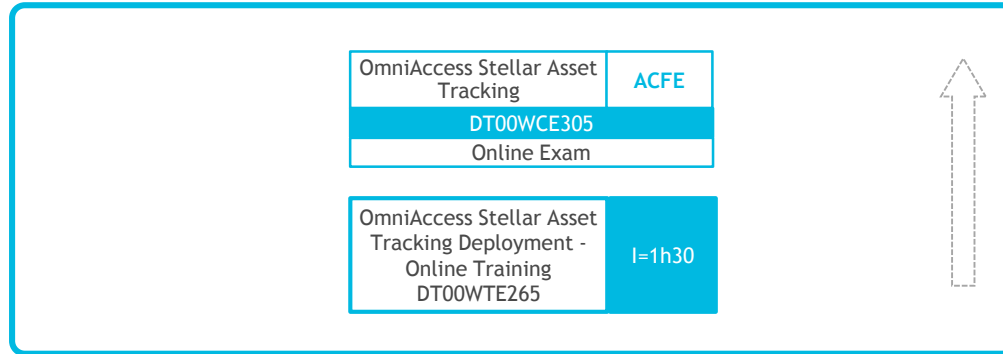 OmniAccess Stellar Asset
Tracking
ACFE
DT00WCE305
Online Exam
OmniAccess Stellar Asset
Tracking Deployment -
Online Training
DT00WTE265
I=1h30